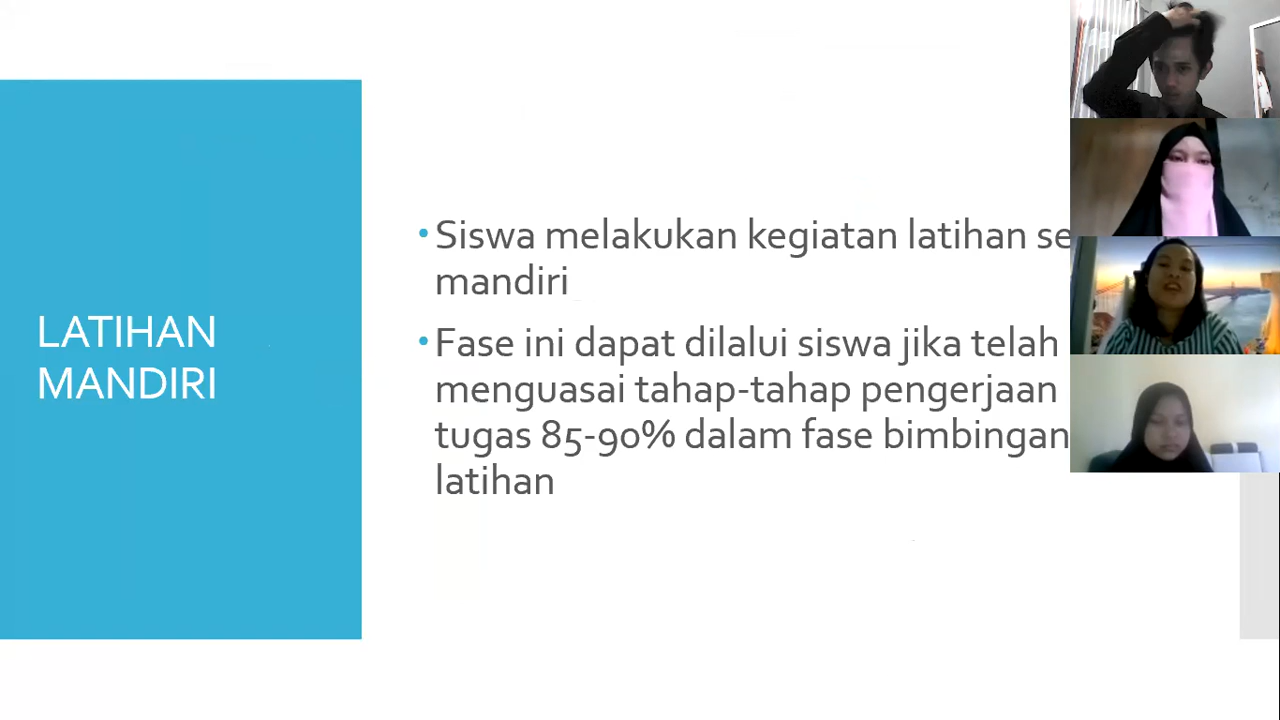 LATIHAN
MANDIRI
• Siswa melakukan kegiatan latihan
mandiri
• Fase ini dapat dilalui siswa jika telah
menguasai tahap-tahap pengerjaan
tugas 85-90% dalam fase bimbingan
latihan